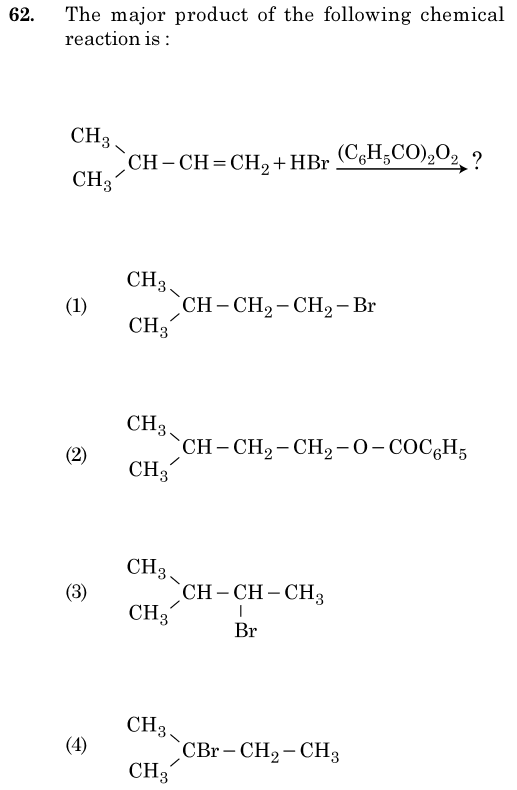 62. The major product of the following chemical
reaction is :
CH₃
CH – CH = CH₂ + HBr (C₆H₅CO)₂O₂ ?
CH₃
CH₃
(1) CH – CH₂ – CH₂ – Br
CH₃
CH₃
(2) CH – CH₂ – CH₂ – O – COC₆H₅
CH₃
CH₃
(3) CH – CH – CH₃
CH₃
Br
CH₃
(4) CBr – CH₂ – CH₃
CH₃